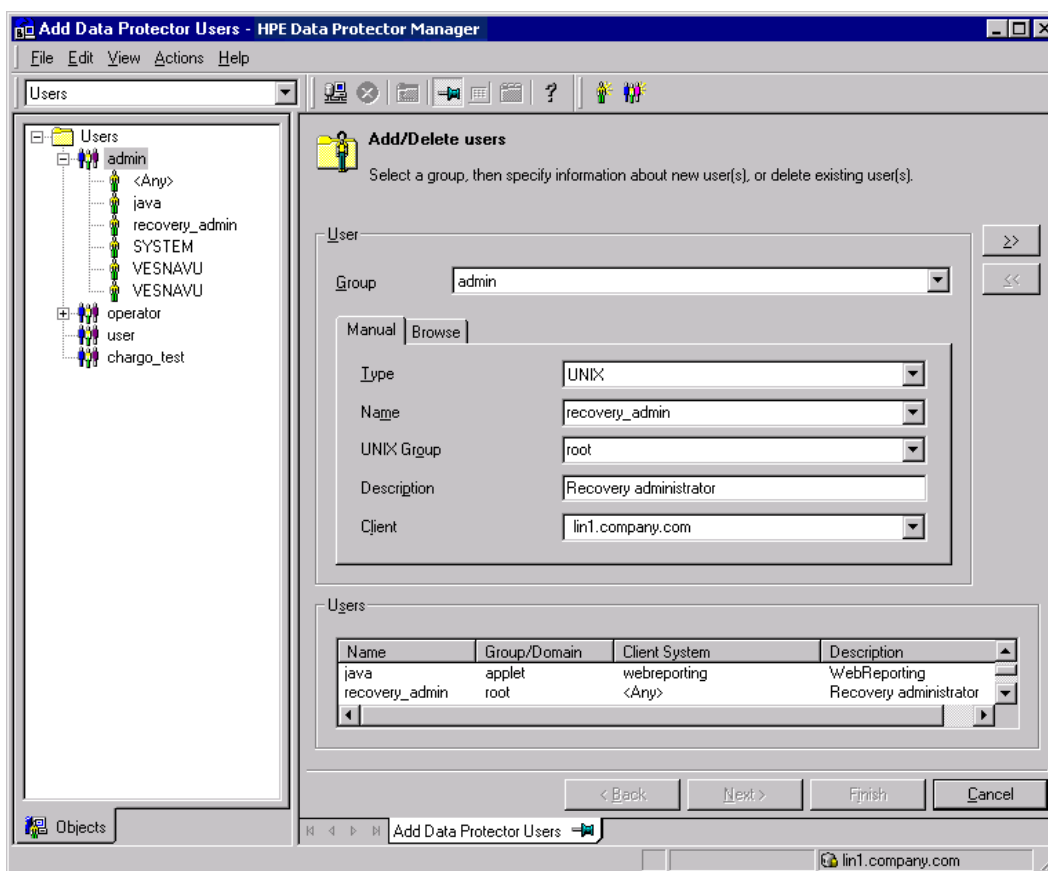 Add Data Protector Users - HPE Data Protector Manager
File Edit View Actions Help
Users
?
Users
admin
<Any>
java
recovery_admin
SYSTEM
VESNAVU
VESNAVU
operator
user
chargo_test
Objects
Add/Delete users
Select a group, then specify information about new user(s), or delete existing user(s).
User
>>
<<
Group admin
Manual Browse
Type UNIX
Name recovery_admin
UNIX Group root
Description Recovery administrator
Client lin1.company.com
Users
Name Group/Domain Client System Description
java applet webreporting WebReporting
recovery_admin root <Any> Recovery administrator
< Back Next > Finish Cancel
Add Data Protector Users
lin1.company.com